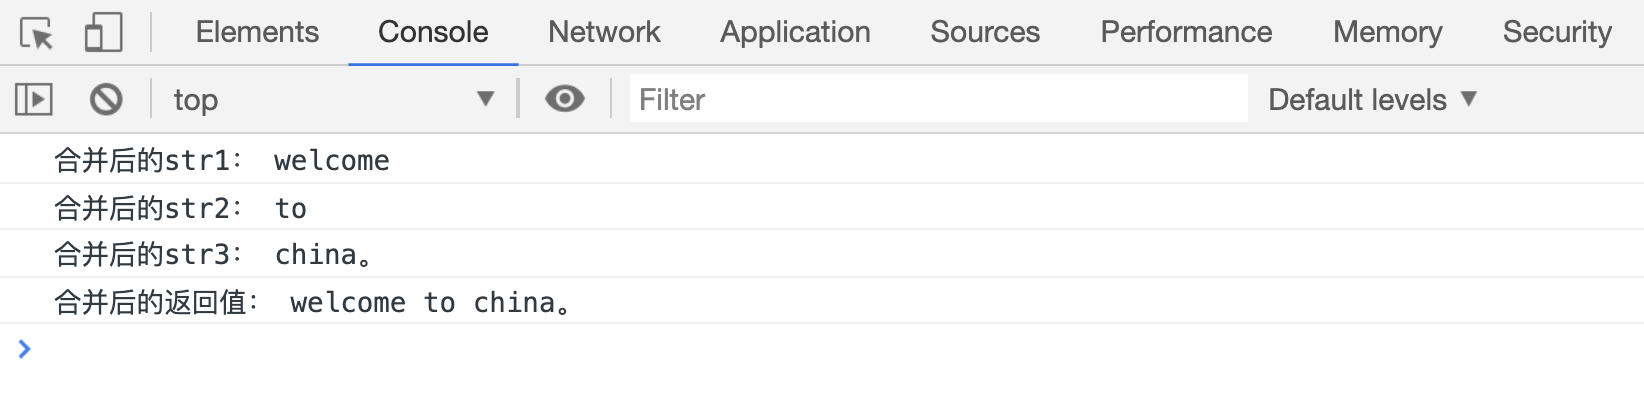 Elements Console Network Application Sources Performance Memory Security
top Filter Default levels
合并后的str1： welcome
合并后的str2： to
合并后的str3： china。
合并后的返回值： welcome to china。